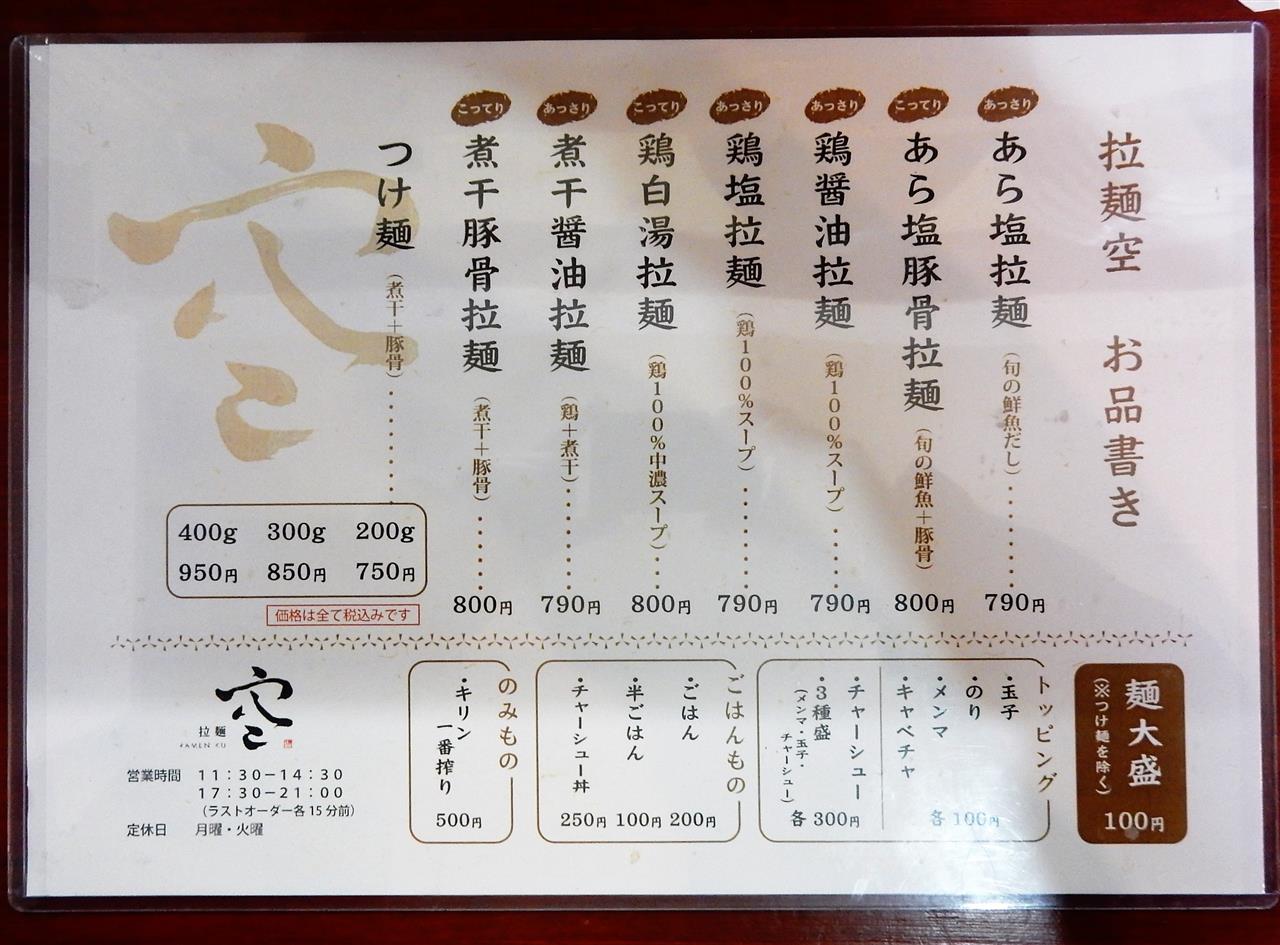 拉麺空 お品書き
あっさり
あら塩拉麺(旬の鮮魚だし)・・・・・・・790円
こってり
あら塩豚骨拉麺(旬の鮮魚+豚骨)800円
あっさり
鶏醤油拉麺(鶏100%スープ)・・・・・790円
あっさり
鶏塩拉麺(鶏100%スープ)・・・・・・・790円
こってり
鶏白湯拉麺(鶏100%中濃スープ)・・・800円
あっさり
煮干醤油拉麺(鶏+煮干)・・・・・・・790円
こってり
煮干豚骨拉麺(煮干+豚骨)・・・・・・800円
つけ麺(煮干+豚骨)・・・・・・・・・
200g 750円
300g 850円
400g 950円
価格は全て税込みです
空
麺大盛
(※つけ麺を除く)
100円
トッピング
・玉子
・のり
・メンマ
・キャベチャ
各100円
・チャーシュー
・3種盛
(メンマ・玉子・
チャーシュー)
各300円
ごはんもの
・ごはん 200円
・半ごはん 100円
・チャーシュー丼 250円
のみもの
・キリン
一番搾り
500円
拉麺 空
RAMEN KU
営業時間 11:30-14:30
17:30-21:00
(ラストオーダー各15分前)
定休日 月曜・火曜